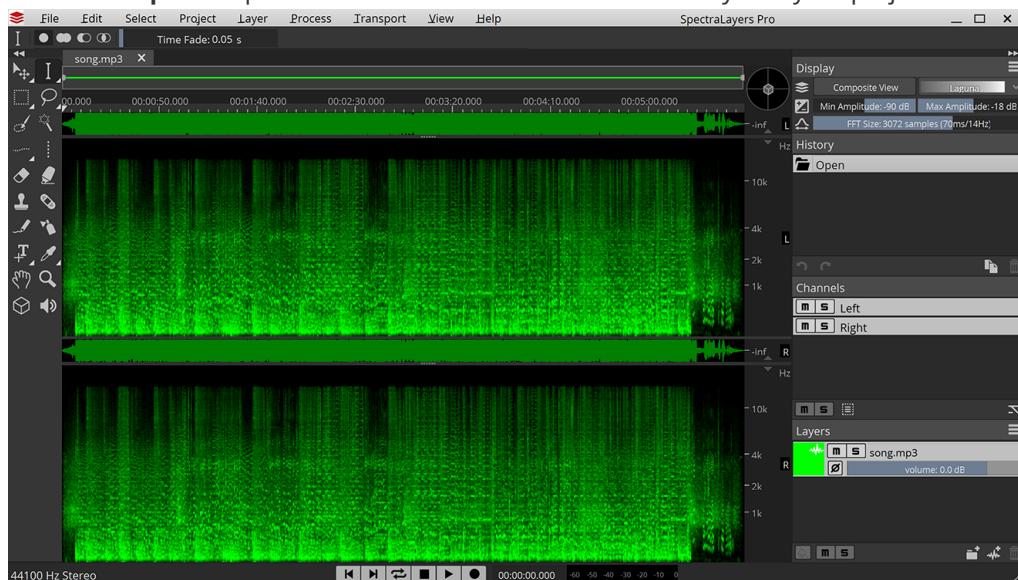 File Edit Select Project Layer Process Transport View Help SpectraLayers Pro
Time Fade: 0.05 s
song.mp3
Display
Composite View Laguna
00:00:50.000 00:01:40.000 00:02:30.000 00:03:20.000 00:04:10.000 00:05:00.000
Min Amplitude: -90 dB Max Amplitude: -18 dB
-inf L
FFT Size: 3072 samples (70ms/14Hz)
Hz
History
Open
10k
4k
L
2k
1k
Channels
m S Left
m S Right
-inf R
Hz
10k
m S
Layers
m S song.mp3
4k
R
volume: 0.0 dB
2k
1k
m S
44100 Hz Stereo 00:00:00.000 -60 -50 -40 -30 -20 -10 0